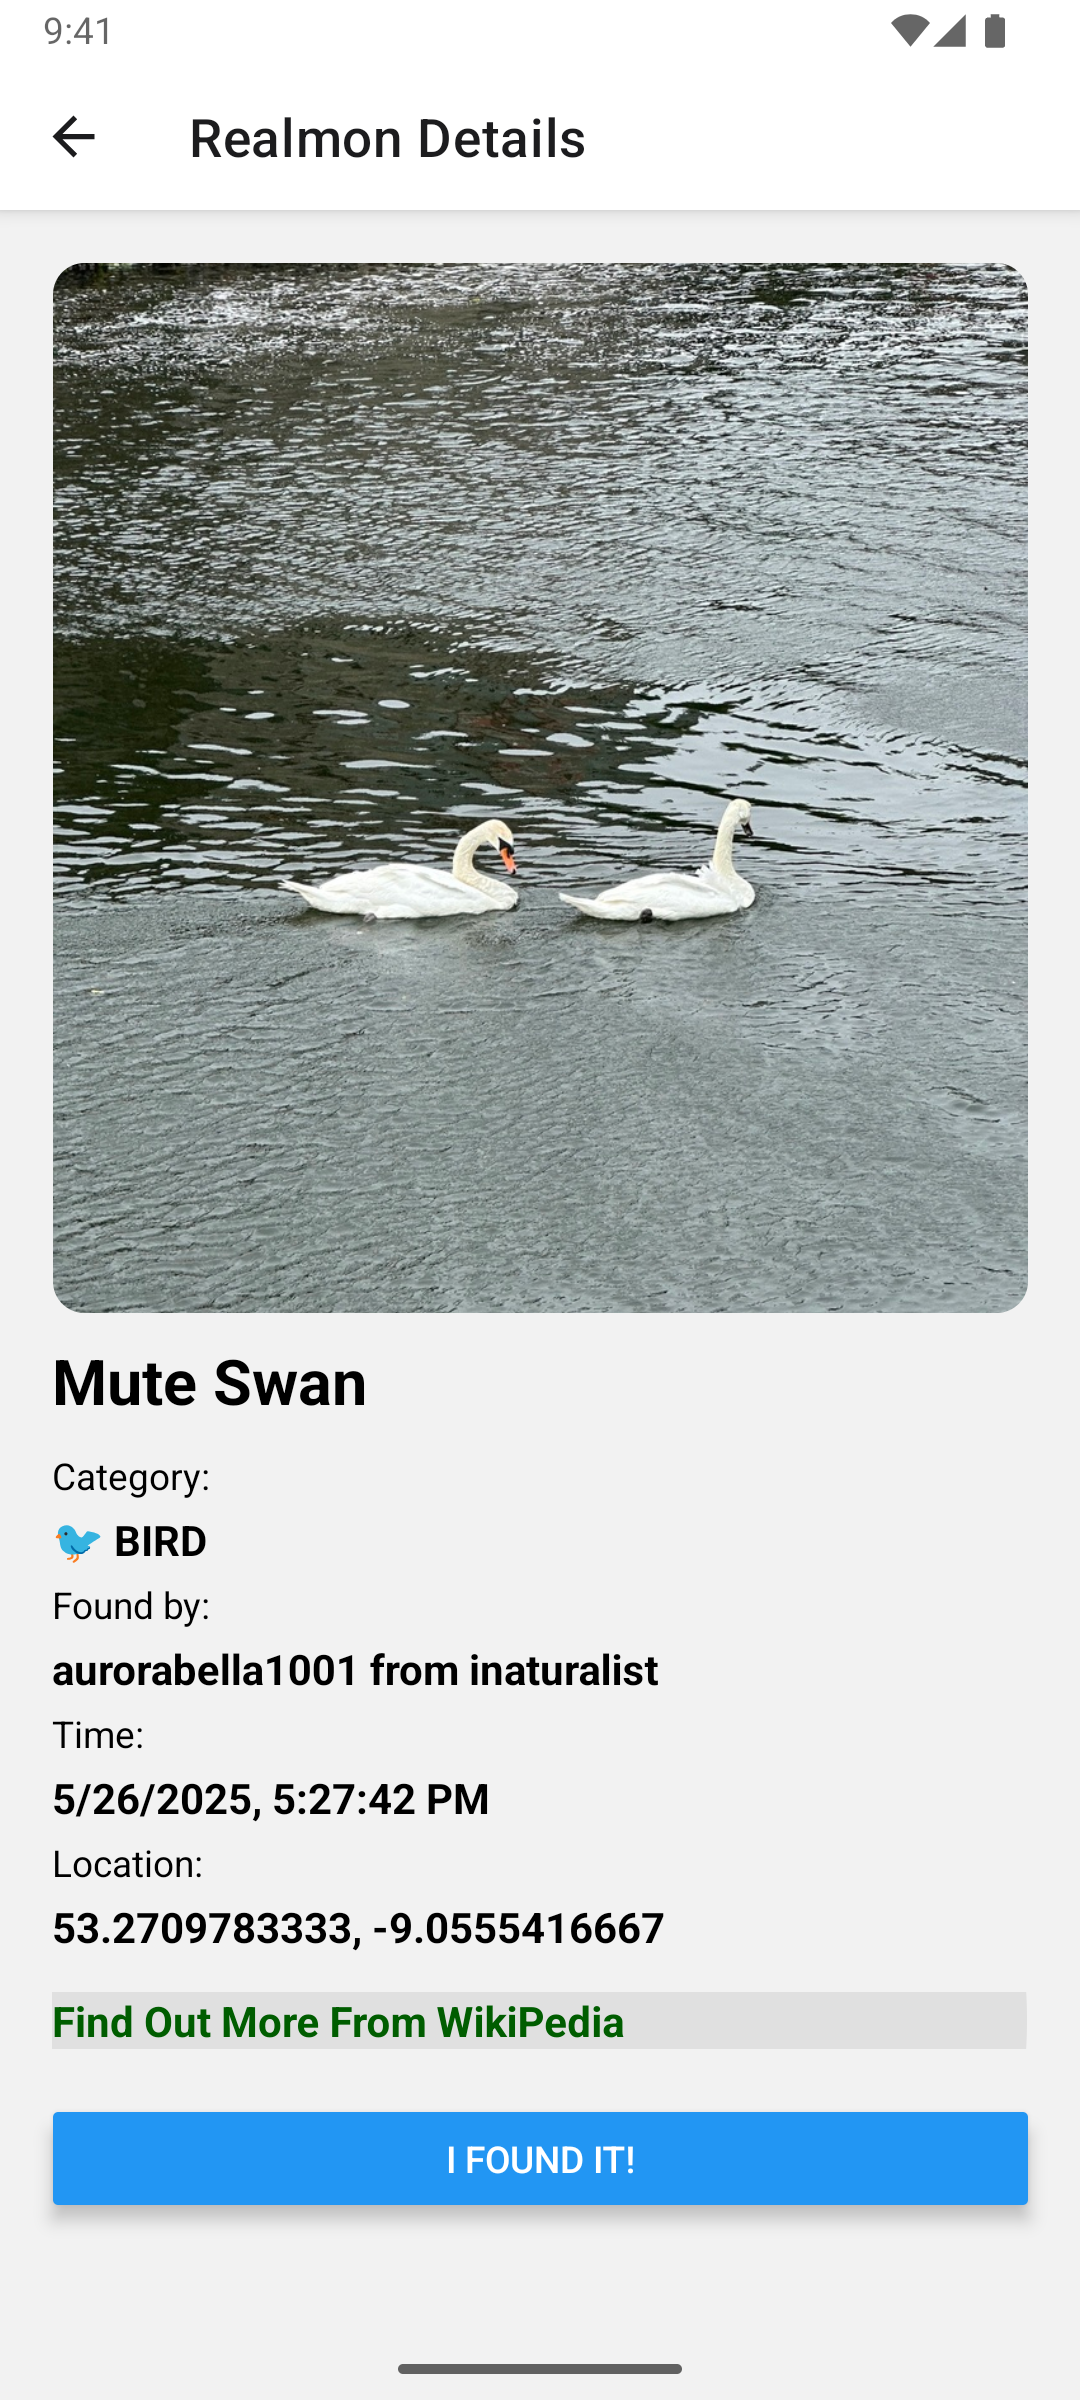 9:41
Realmon Details
Mute Swan
Category:
🐦 BIRD
Found by:
aurorabella1001 from inaturalist
Time:
5/26/2025, 5:27:42 PM
Location:
53.2709783333, -9.0555416667
Find Out More From WikiPedia
I FOUND IT!